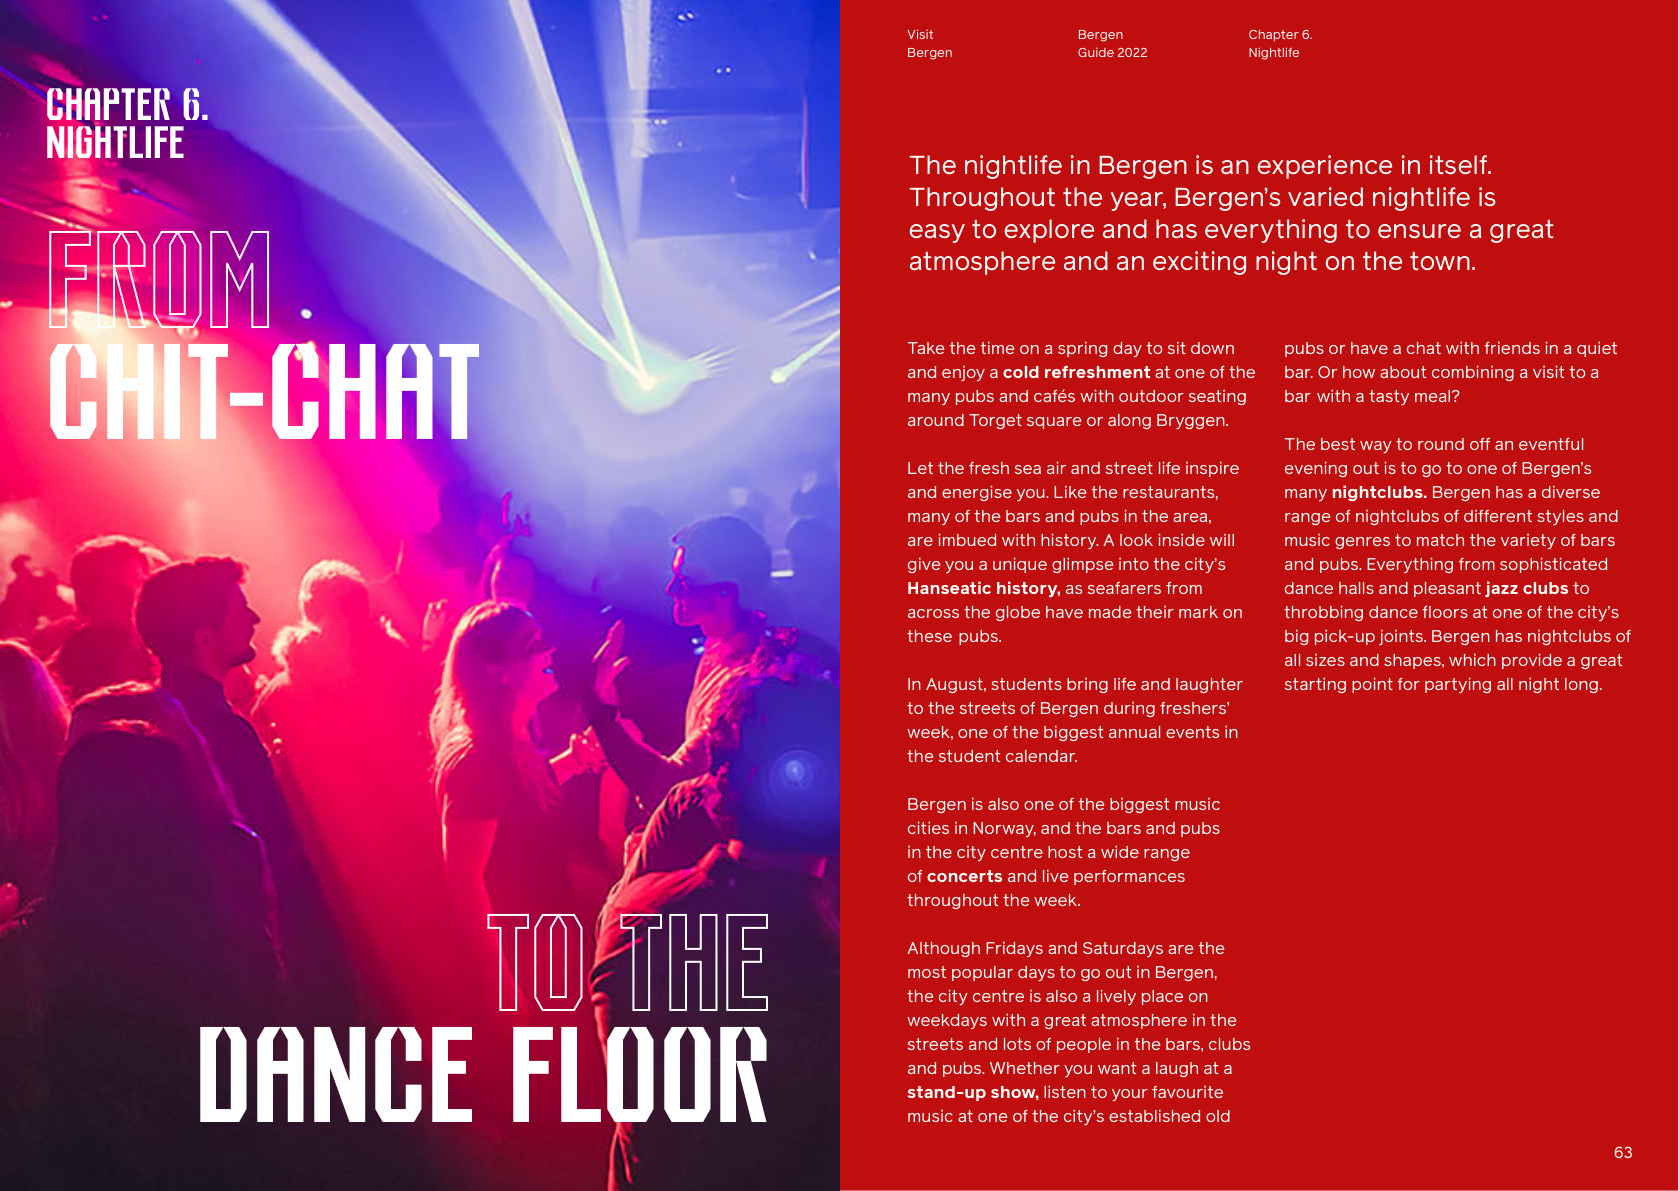 CHAPTER 6.
NIGHTLIFE
FROM
CHIT-CHAT
TO THE
DANCE FLOOR
Visit
Bergen
Bergen
Guide 2022
Chapter 6.
Nightlife
The nightlife in Bergen is an experience in itself.
Throughout the year, Bergen’s varied nightlife is
easy to explore and has everything to ensure a great
atmosphere and an exciting night on the town.
Take the time on a spring day to sit down
and enjoy a cold refreshment at one of the
many pubs and cafés with outdoor seating
around Torget square or along Bryggen.
Let the fresh sea air and street life inspire
and energise you. Like the restaurants,
many of the bars and pubs in the area,
are imbued with history. A look inside will
give you a unique glimpse into the city’s
Hanseatic history, as seafarers from
across the globe have made their mark on
these pubs.
In August, students bring life and laughter
to the streets of Bergen during freshers’
week, one of the biggest annual events in
the student calendar.
Bergen is also one of the biggest music
cities in Norway, and the bars and pubs
in the city centre host a wide range
of concerts and live performances
throughout the week.
Although Fridays and Saturdays are the
most popular days to go out in Bergen,
the city centre is also a lively place on
weekdays with a great atmosphere in the
streets and lots of people in the bars, clubs
and pubs. Whether you want a laugh at a
stand-up show, listen to your favourite
music at one of the city’s established old
pubs or have a chat with friends in a quiet
bar. Or how about combining a visit to a
bar with a tasty meal?
The best way to round off an eventful
evening out is to go to one of Bergen’s
many nightclubs. Bergen has a diverse
range of nightclubs of different styles and
music genres to match the variety of bars
and pubs. Everything from sophisticated
dance halls and pleasant jazz clubs to
throbbing dance floors at one of the city’s
big pick-up joints. Bergen has nightclubs of
all sizes and shapes, which provide a great
starting point for partying all night long.
63